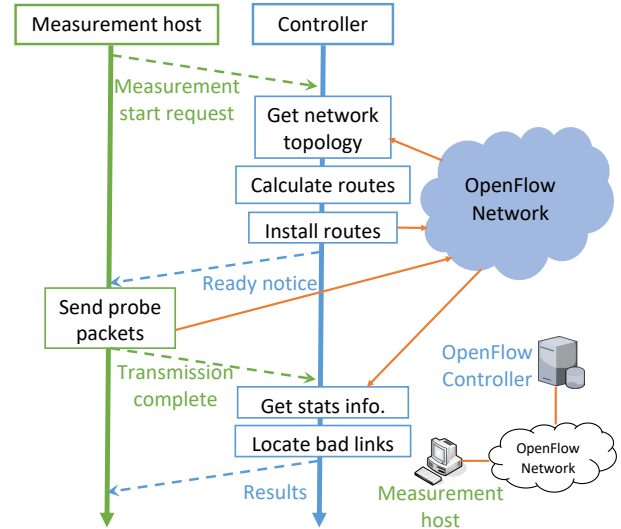 Measurement host
Controller
Measurement
start request
Get network
topology
Calculate routes
OpenFlow
Network
Install routes
Ready notice
Send probe
packets
OpenFlow
Controller
Transmission
complete
Get stats info.
Locate bad links
OpenFlow
Network
Results
Measurement
host